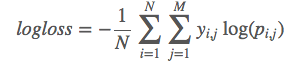 logloss = -\frac{1}{N} \sum_{i=1}^{N} \sum_{j=1}^{M} y_{i,j} \log(p_{i,j})